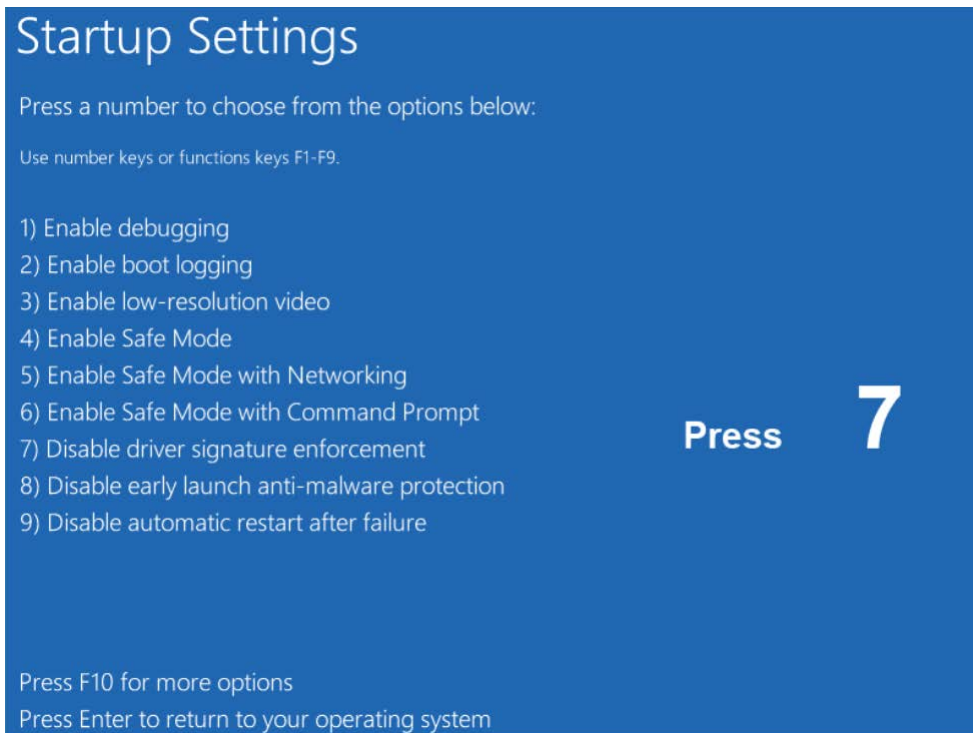 Startup Settings
Press a number to choose from the options below:
Use number keys or functions keys F1-F9.
1) Enable debugging
2) Enable boot logging
3) Enable low-resolution video
4) Enable Safe Mode
5) Enable Safe Mode with Networking
6) Enable Safe Mode with Command Prompt
7) Disable driver signature enforcement
8) Disable early launch anti-malware protection
9) Disable automatic restart after failure
Press 7
Press F10 for more options
Press Enter to return to your operating system